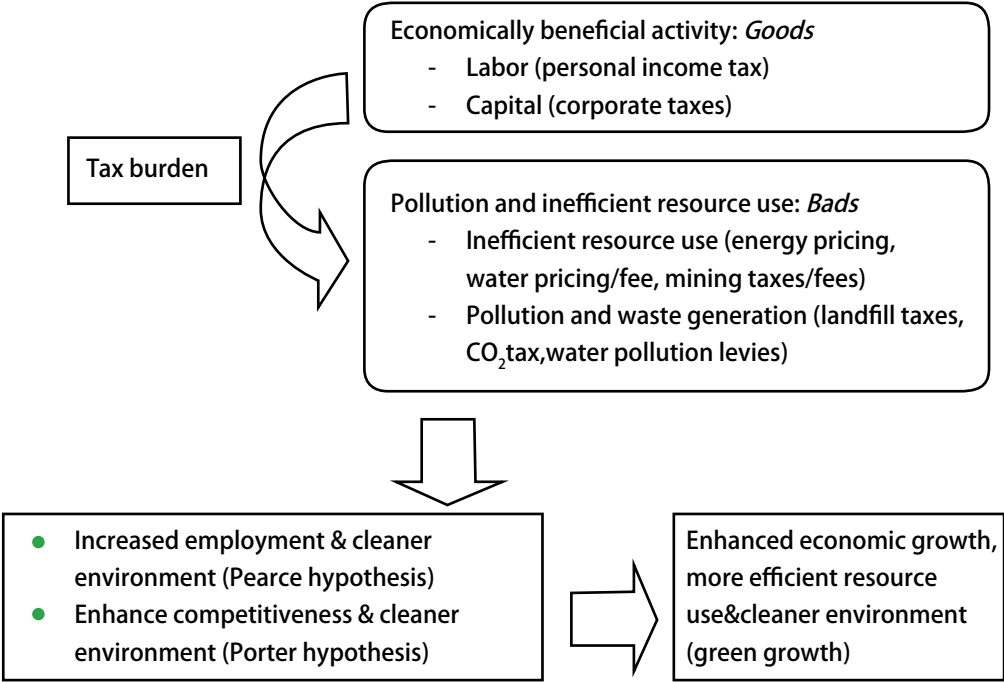 Economically beneficial activity: Goods
- Labor (personal income tax)
- Capital (corporate taxes)
Tax burden
Pollution and inefficient resource use: Bads
- Inefficient resource use (energy pricing,
water pricing/fee, mining taxes/fees)
- Pollution and waste generation (landfill taxes,
CO₂tax,water pollution levies)
● Increased employment & cleaner
environment (Pearce hypothesis)
● Enhance competitiveness & cleaner
environment (Porter hypothesis)
Enhanced economic growth,
more efficient resource
use&cleaner environment
(green growth)